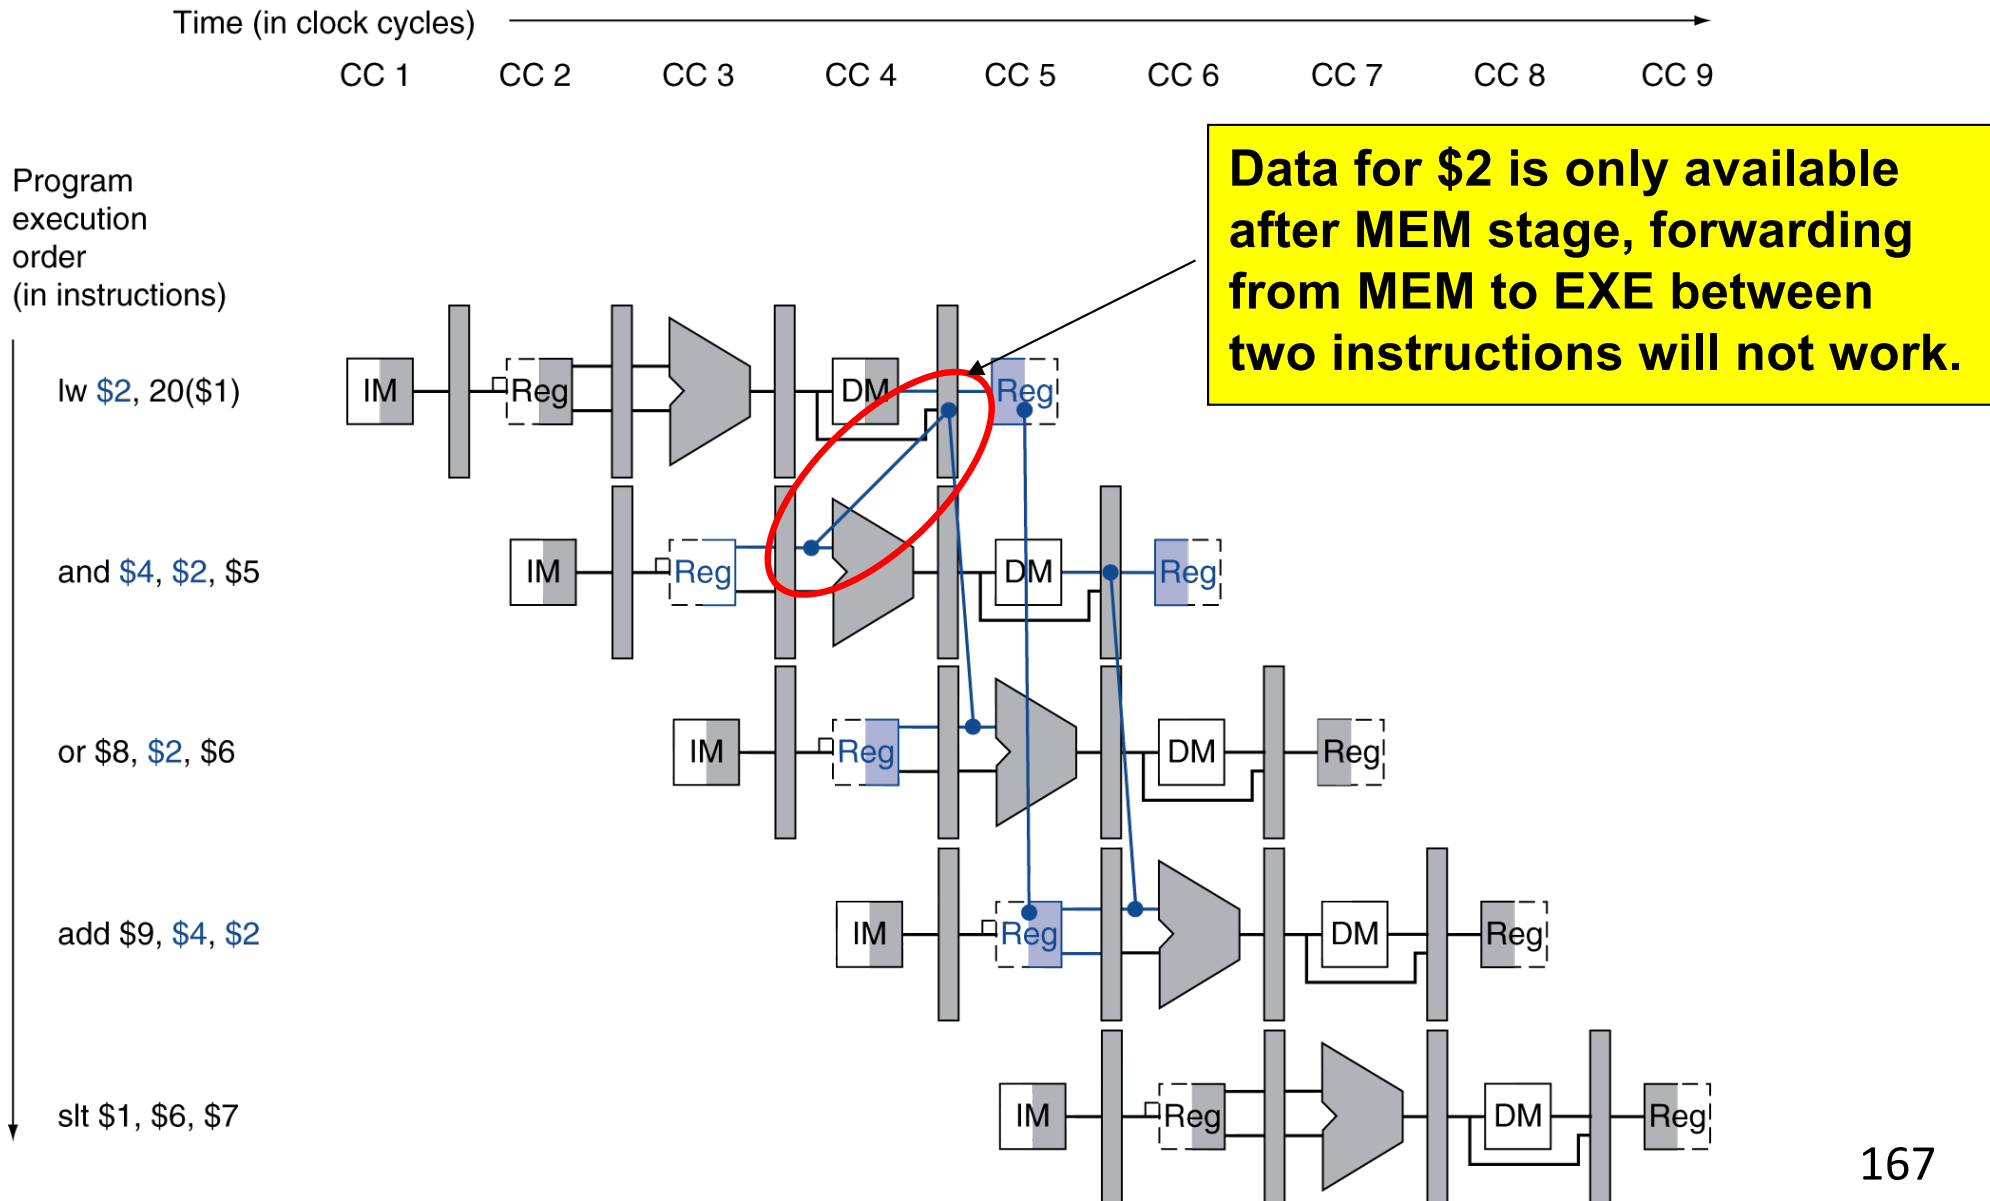 Time (in clock cycles)
CC 1 CC 2 CC 3 CC 4 CC 5 CC 6 CC 7 CC 8 CC 9
Data for $2 is only available
after MEM stage, forwarding
from MEM to EXE between
two instructions will not work.
Program
execution
order
(in instructions)
lw $2, 20($1) IM Reg DM Reg
and $4, $2, $5 IM Reg DM Reg
or $8, $2, $6 IM Reg DM Reg
add $9, $4, $2 IM Reg DM Reg
slt $1, $6, $7 IM Reg DM Reg
167